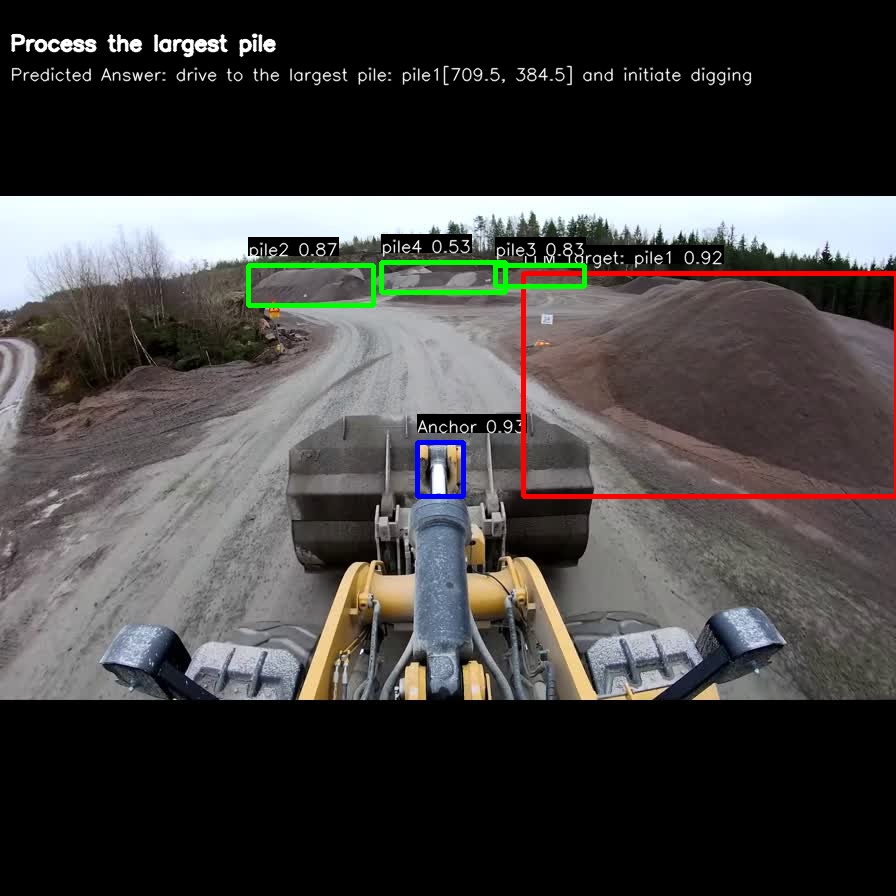 Process the largest pile
Predicted Answer: drive to the largest pile: pile1[709.5, 384.5] and initiate digging
pile2 0.87
pile4 0.53
pile3 0.83
LLM Target: pile1 0.92
Anchor 0.93